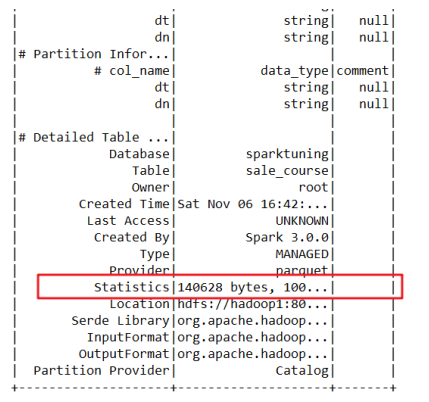 | dt| string| null|
| dn| string| null|
|# Partition Infor...| | |
| # col_name| data_type|comment|
| dt| string| null|
| dn| string| null|
| | | |
|# Detailed Table ...| | |
| Database| sparktuning| |
| Table| sale_course| |
| Owner| root| |
| Created Time|Sat Nov 06 16:42:...| |
| Last Access| UNKNOWN| |
| Created By| Spark 3.0.0| |
| Type| MANAGED| |
| Provider| parquet| |
| Statistics|140628 bytes, 100...| |
| Location|hdfs://hadoop1:80...| |
| Serde Library|org.apache.hadoop...| |
| InputFormat|org.apache.hadoop...| |
| OutputFormat|org.apache.hadoop...| |
| Partition Provider| Catalog| |
+--------------------+--------------------+-------+